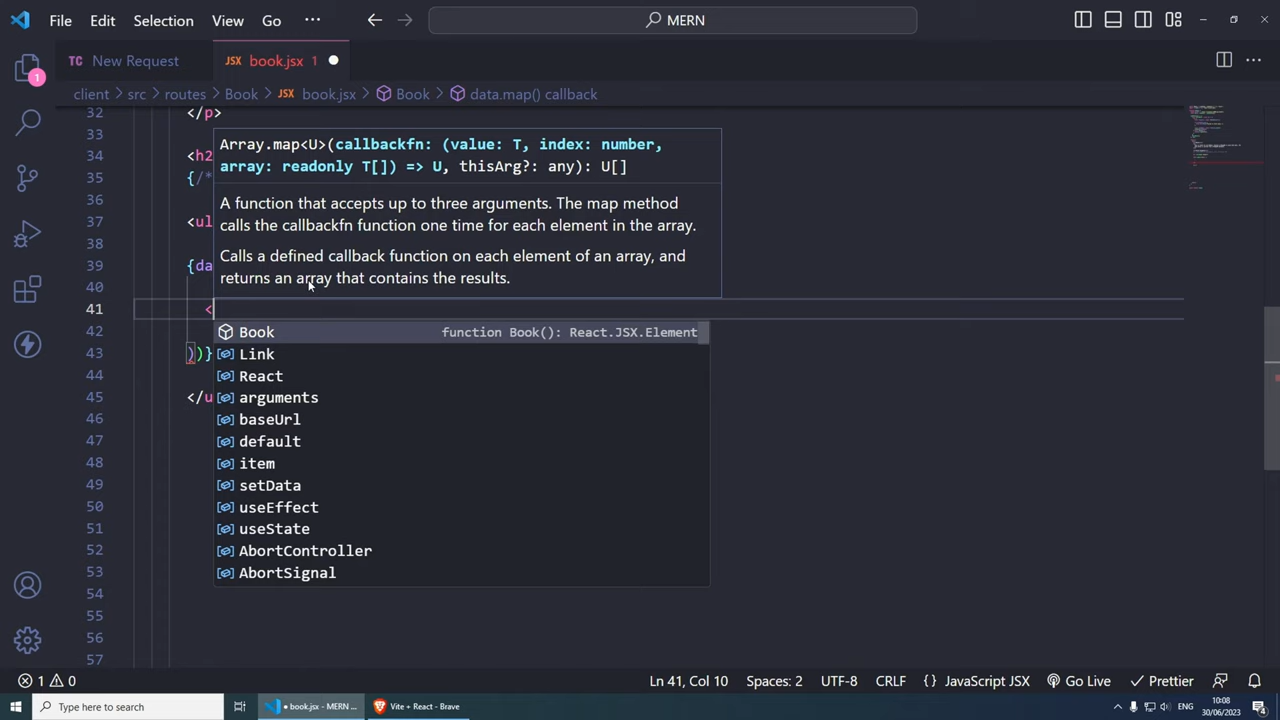 File Edit Selection View Go ··· MERN
TC New Request JSX book.jsx 1
client > src > routes > Book > JSX book.jsx > Book > data.map() callback
32 </p>
33
34 <h2
35 {/*
36
37 <ul
38
39 {da
40
41 <
42
43 ))}
44
45 </u
46
47
48
49
50
51
52
53
54
55
56
57
Array.map<U>(callbackfn: (value: T, index: number,
array: readonly T[]) => U, thisArg?: any): U[]
A function that accepts up to three arguments. The map method
calls the callbackfn function one time for each element in the array.
Calls a defined callback function on each element of an array, and
returns an array that contains the results.
Book function Book(): React.JSX.Element
Link
React
arguments
baseUrl
default
item
setData
useEffect
useState
AbortController
AbortSignal
1
1 0 Ln 41, Col 10 Spaces: 2 UTF-8 CRLF {} JavaScript JSX Go Live Prettier
Type here to search book.jsx - MERN ... Vite + React - Brave ENG 10:08
30/06/2023 4